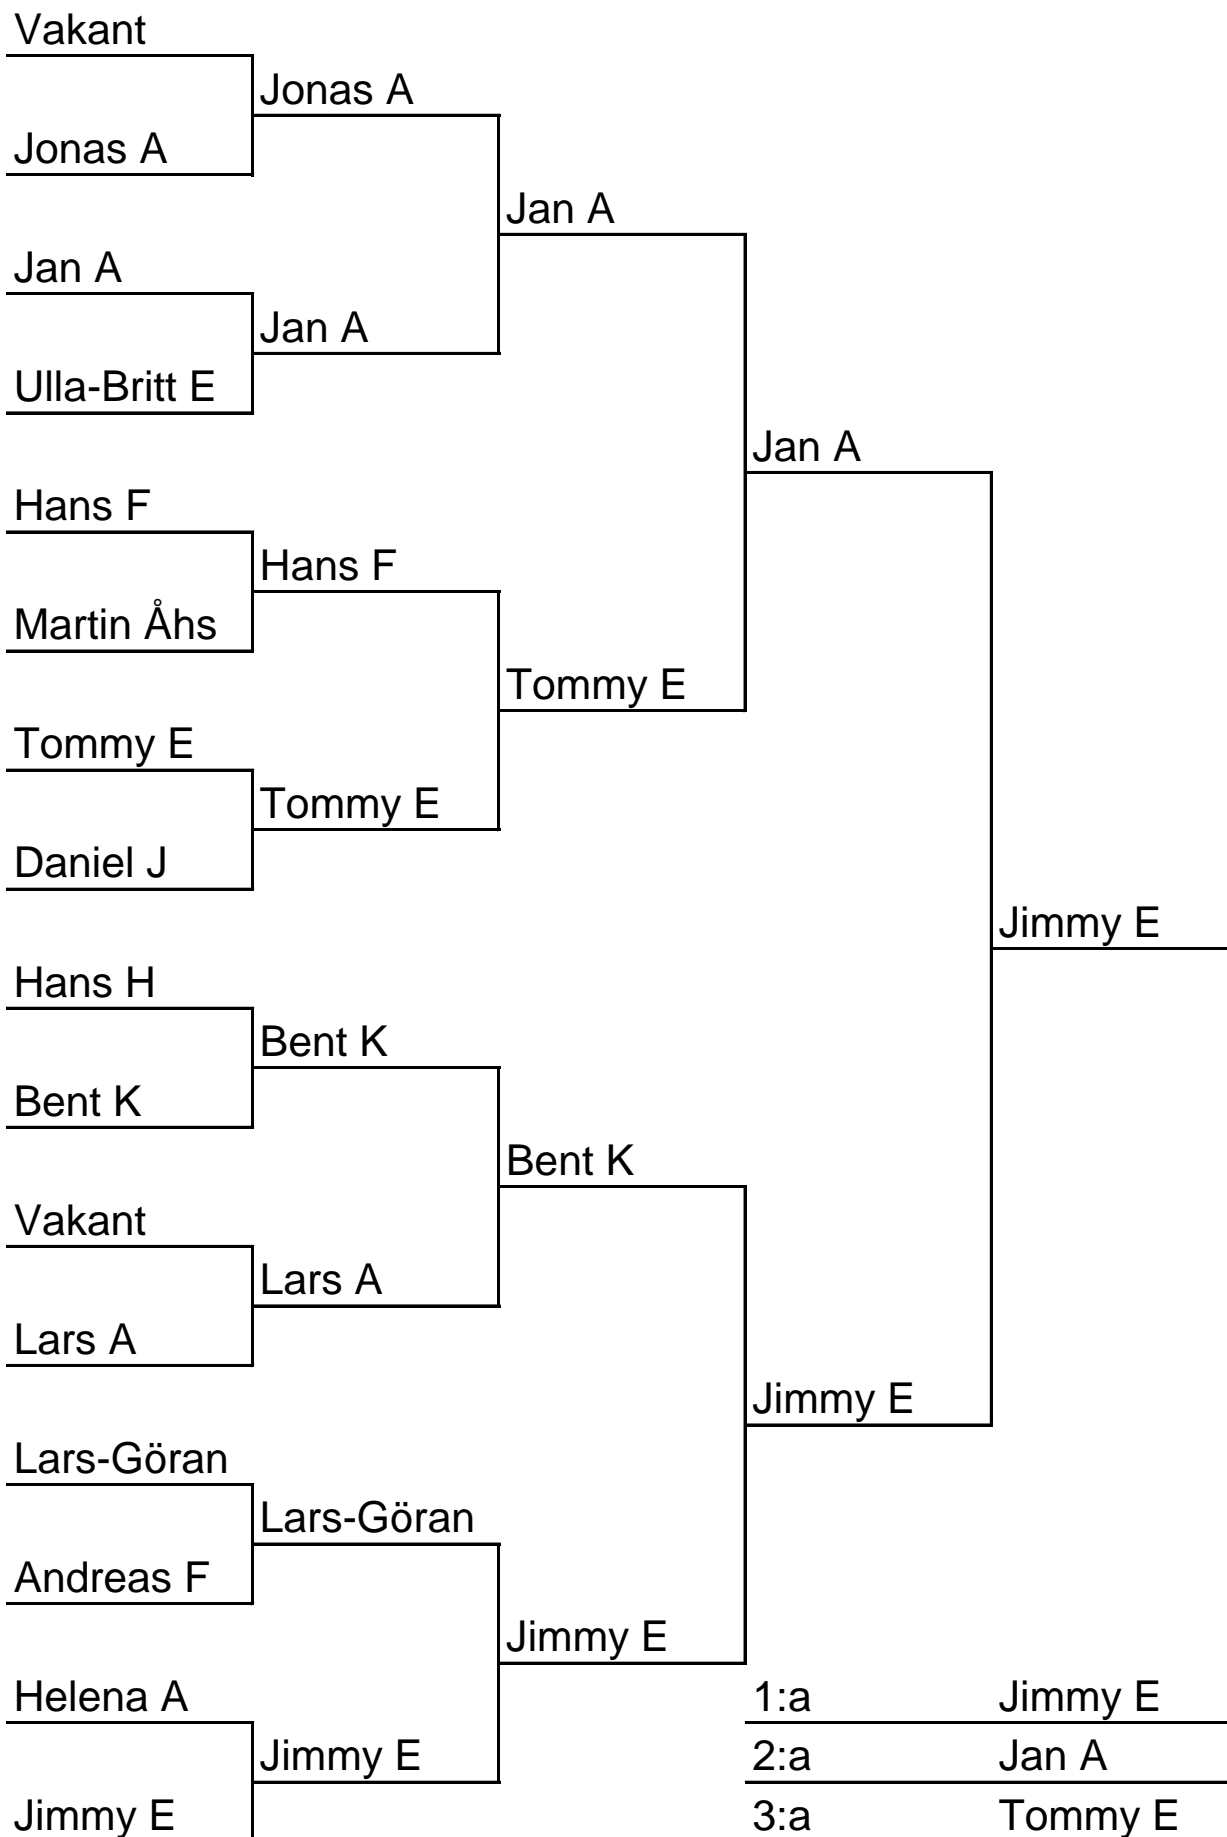 Vakant
Jonas A
Jonas A
Jan A
Jan A
Jan A
Ulla-Britt E
Jan A
Hans F
Hans F
Martin Åhs
Tommy E
Tommy E
Tommy E
Daniel J
Jimmy E
Hans H
Bent K
Bent K
Bent K
Vakant
Lars A
Lars A
Jimmy E
Lars-Göran
Lars-Göran
Andreas F
Jimmy E
Helena A 1:a Jimmy E
Jimmy E 2:a Jan A
Jimmy E 3:a Tommy E